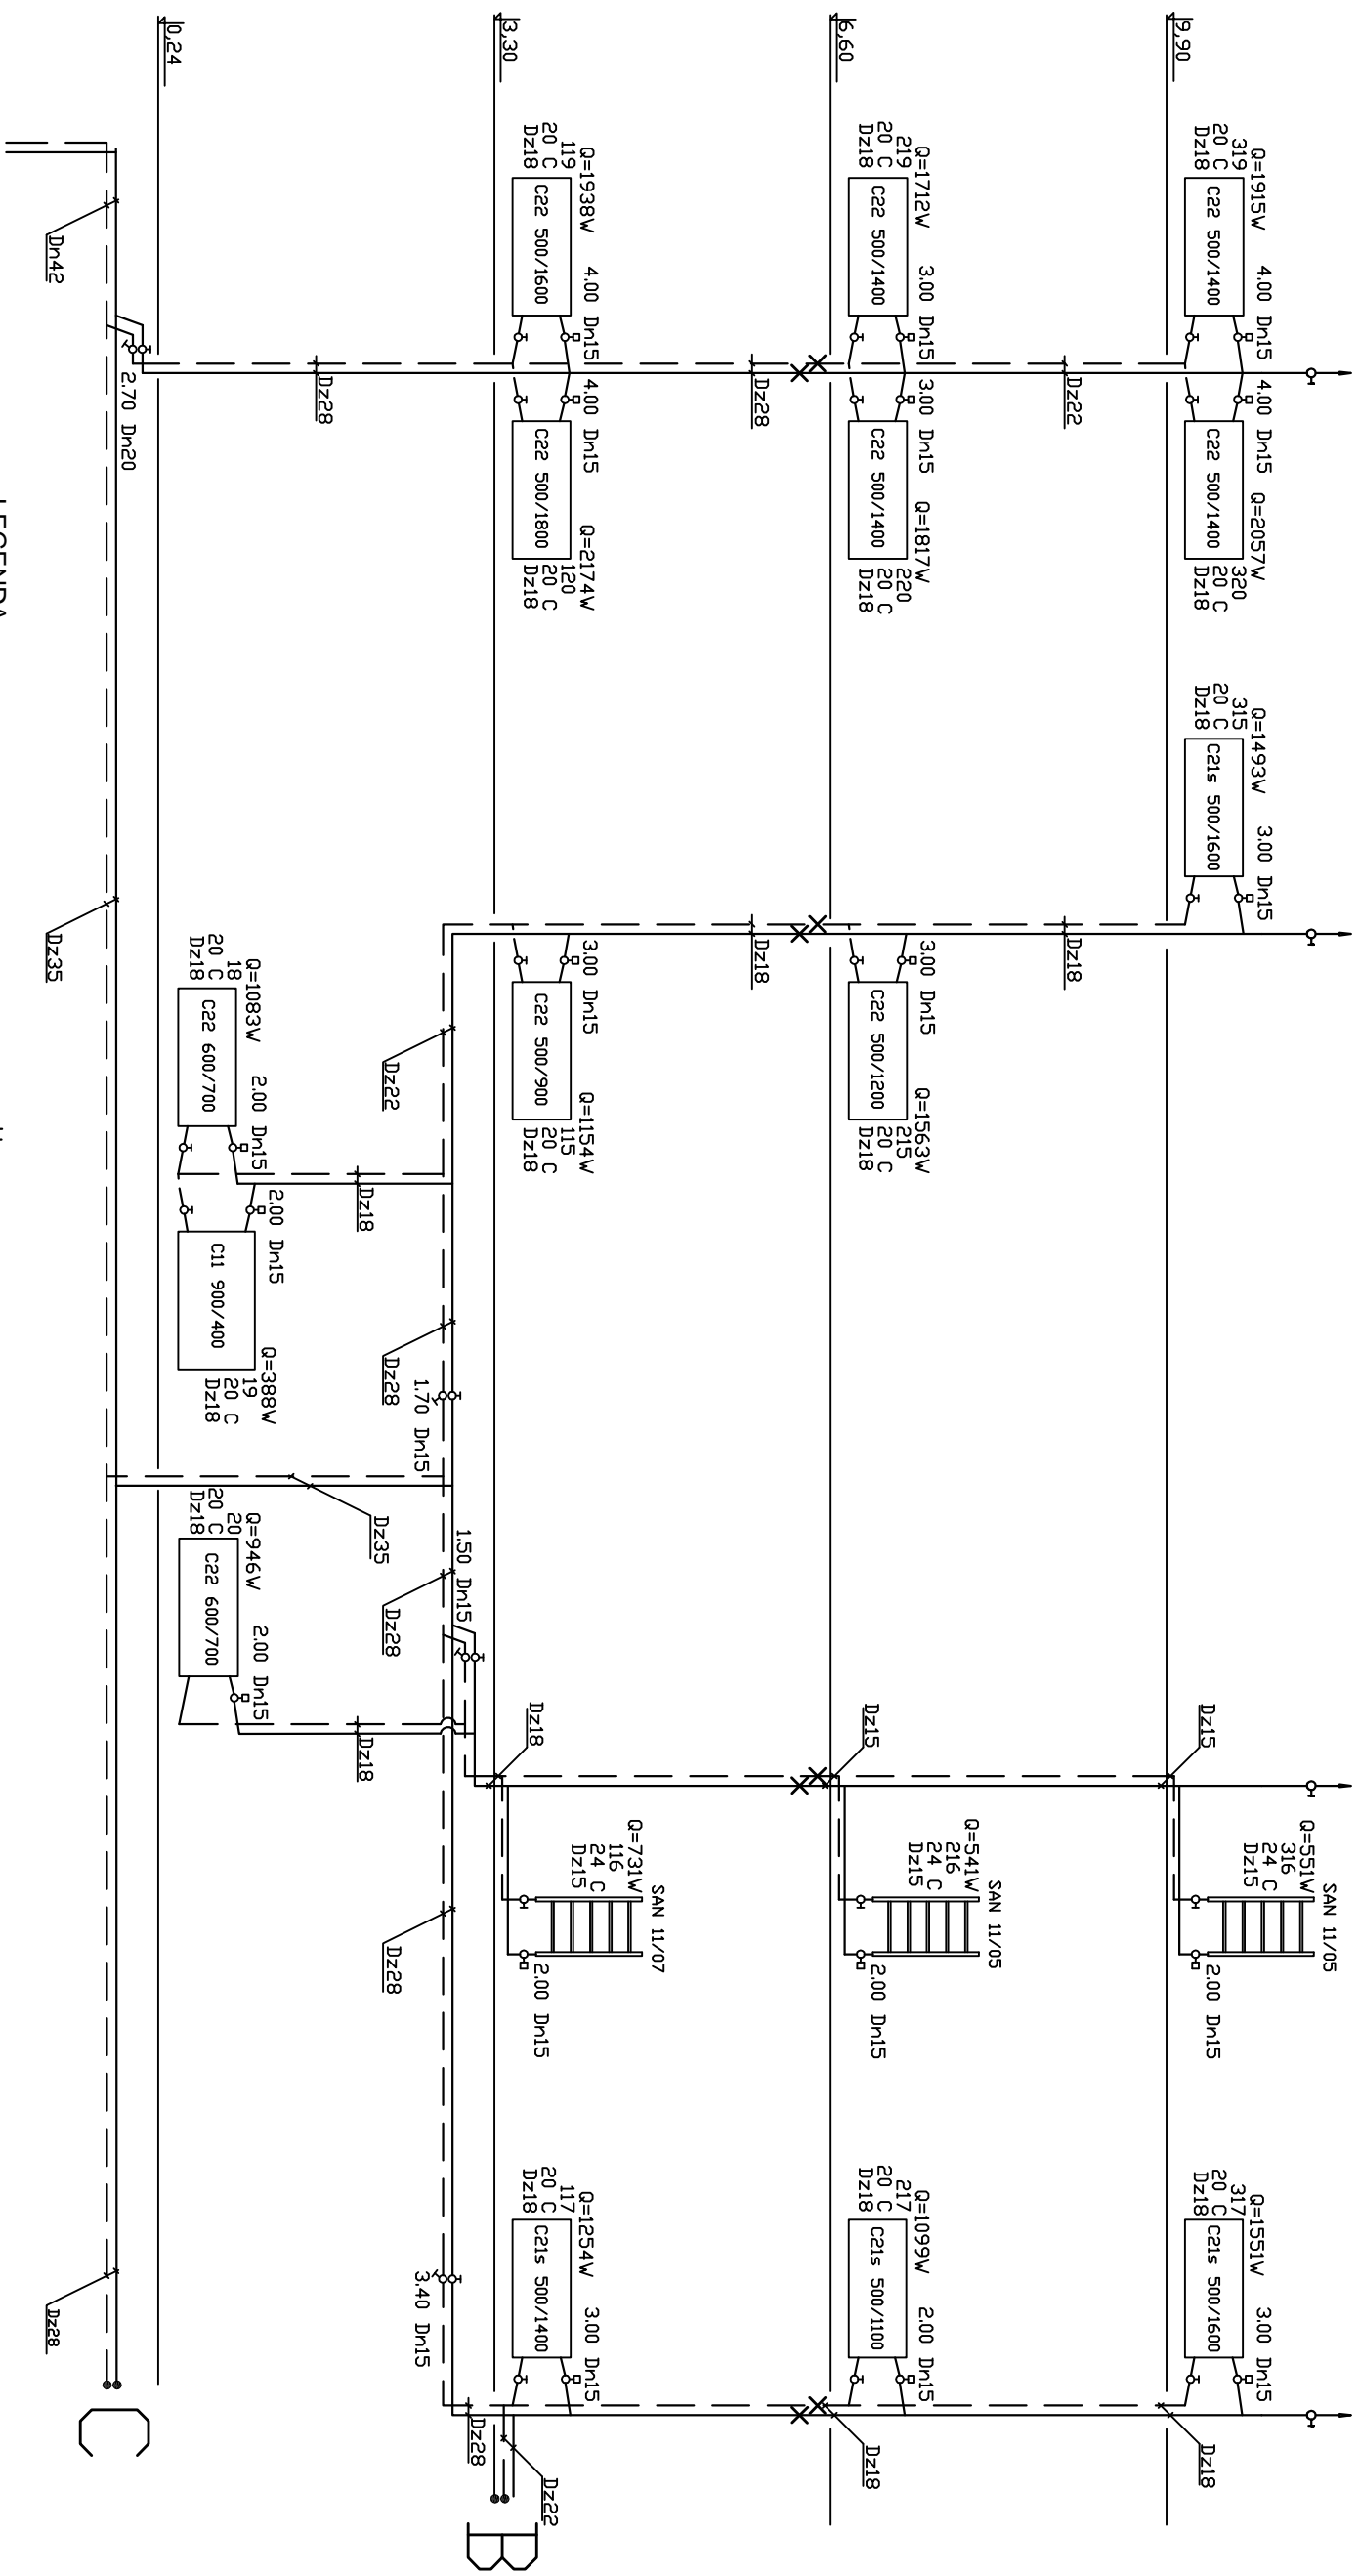 9,90
Q=1915W
319
20 C
Dz18
C22 500/1400
4.00 Dn15
4.00 Dn15
C22 500/1400
Q=2057W
320
20 C
Dz18
Q=1493W
315
20 C
Dz18
C21s 500/1600
3.00 Dn15
Dz15
SAN 11/05
Q=551W
316
24 C
Dz15
2.00 Dn15
Q=1551W
317
20 C
Dz18
C21s 500/1600
3.00 Dn15
Dz18
Dz22
Dz18
6,60
Q=1712W
219
20 C
Dz18
C22 500/1400
3.00 Dn15
3.00 Dn15
C22 500/1400
Q=1817W
220
20 C
Dz18
3.00 Dn15
C22 500/1200
Q=1563W
215
20 C
Dz18
Dz15
SAN 11/05
Q=541W
216
24 C
Dz15
2.00 Dn15
Q=1099W
217
20 C
Dz18
C21s 500/1100
2.00 Dn15
Dz18
Dz28
Dz18
3,30
Q=1938W
119
20 C
Dz18
C22 500/1600
4.00 Dn15
4.00 Dn15
C22 500/1800
Q=2174W
120
20 C
Dz18
3.00 Dn15
C22 500/900
Q=1154W
115
20 C
Dz18
Dz18
SAN 11/07
Q=731W
116
24 C
Dz15
2.00 Dn15
Q=1254W
117
20 C
Dz18
C21s 500/1400
3.00 Dn15
Dz22
B
Dz28
1.50 Dn15
1.70 Dn15
3,40 Dn15
Dz22
Dz28
Dz28
Dz28
Dz28
Dz18
Dz35
Dz18
0,24
Q=1083W
18
20 C
Dz18
C22 600/700
2.00 Dn15
2.00 Dn15
C11 900/400
Q=388W
19
20 C
Dz18
Q=946W
20
20 C
Dz18
C22 600/700
2.00 Dn15
2.70 Dn20
C
Dn42
Dz35
Dz28
LEGENDA